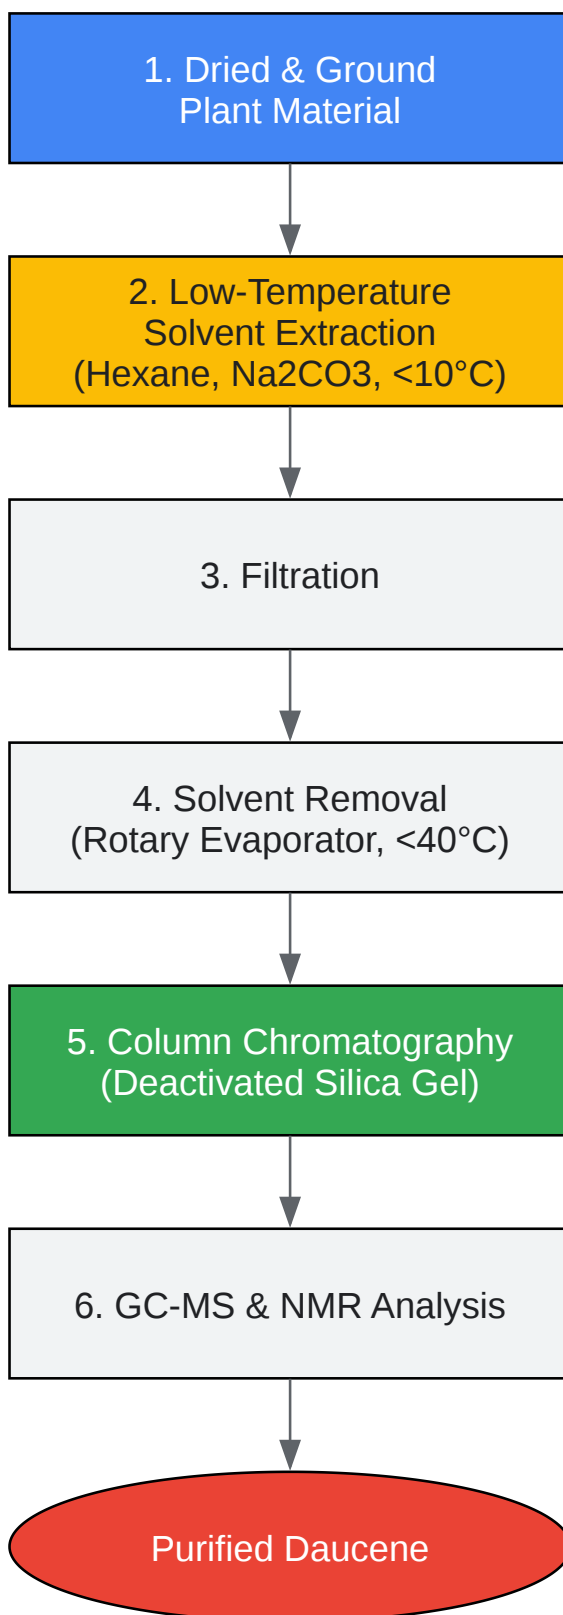 1. Dried & Ground
Plant Material
2. Low-Temperature
Solvent Extraction
(Hexane, Na2CO3, <10°C)
3. Filtration
4. Solvent Removal
(Rotary Evaporator, <40°C)
5. Column Chromatography
(Deactivated Silica Gel)
6. GC-MS & NMR Analysis
Purified Daucene